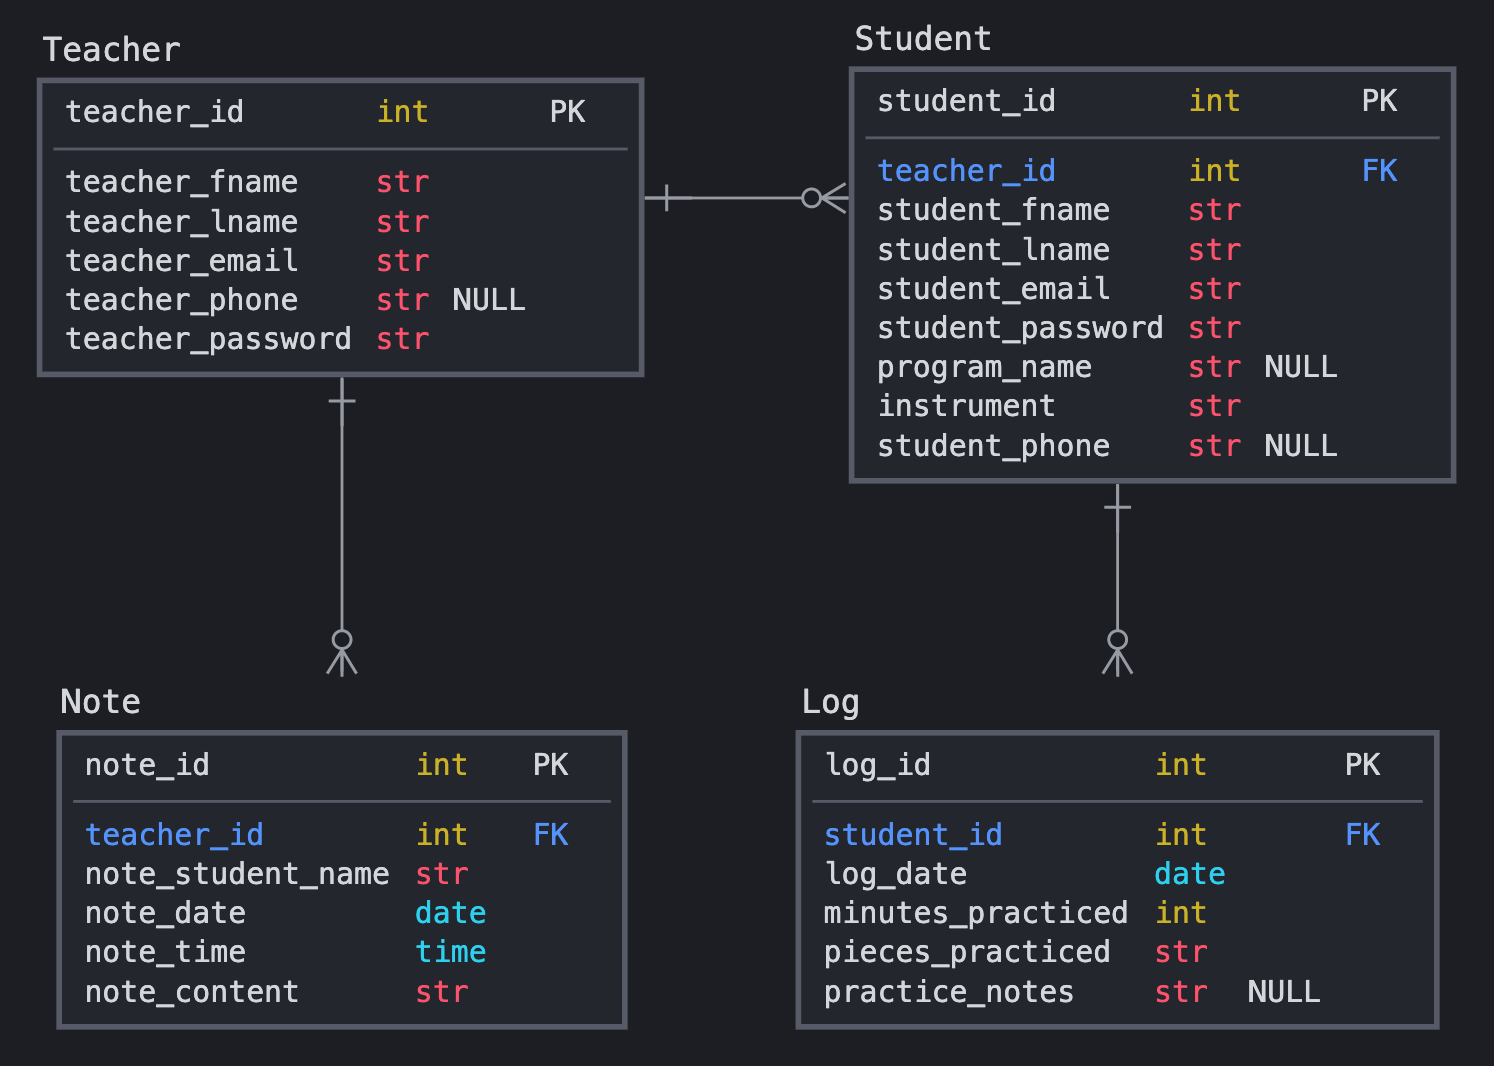 Teacher
teacher_id int PK
teacher_fname str
teacher_lname str
teacher_email str
teacher_phone str NULL
teacher_password str
Student
student_id int PK
teacher_id int FK
student_fname str
student_lname str
student_email str
student_password str
program_name str NULL
instrument str
student_phone str NULL
Note
note_id int PK
teacher_id int FK
note_student_name str
note_date date
note_time time
note_content str
Log
log_id int PK
student_id int FK
log_date date
minutes_practiced int
pieces_practiced str
practice_notes str NULL